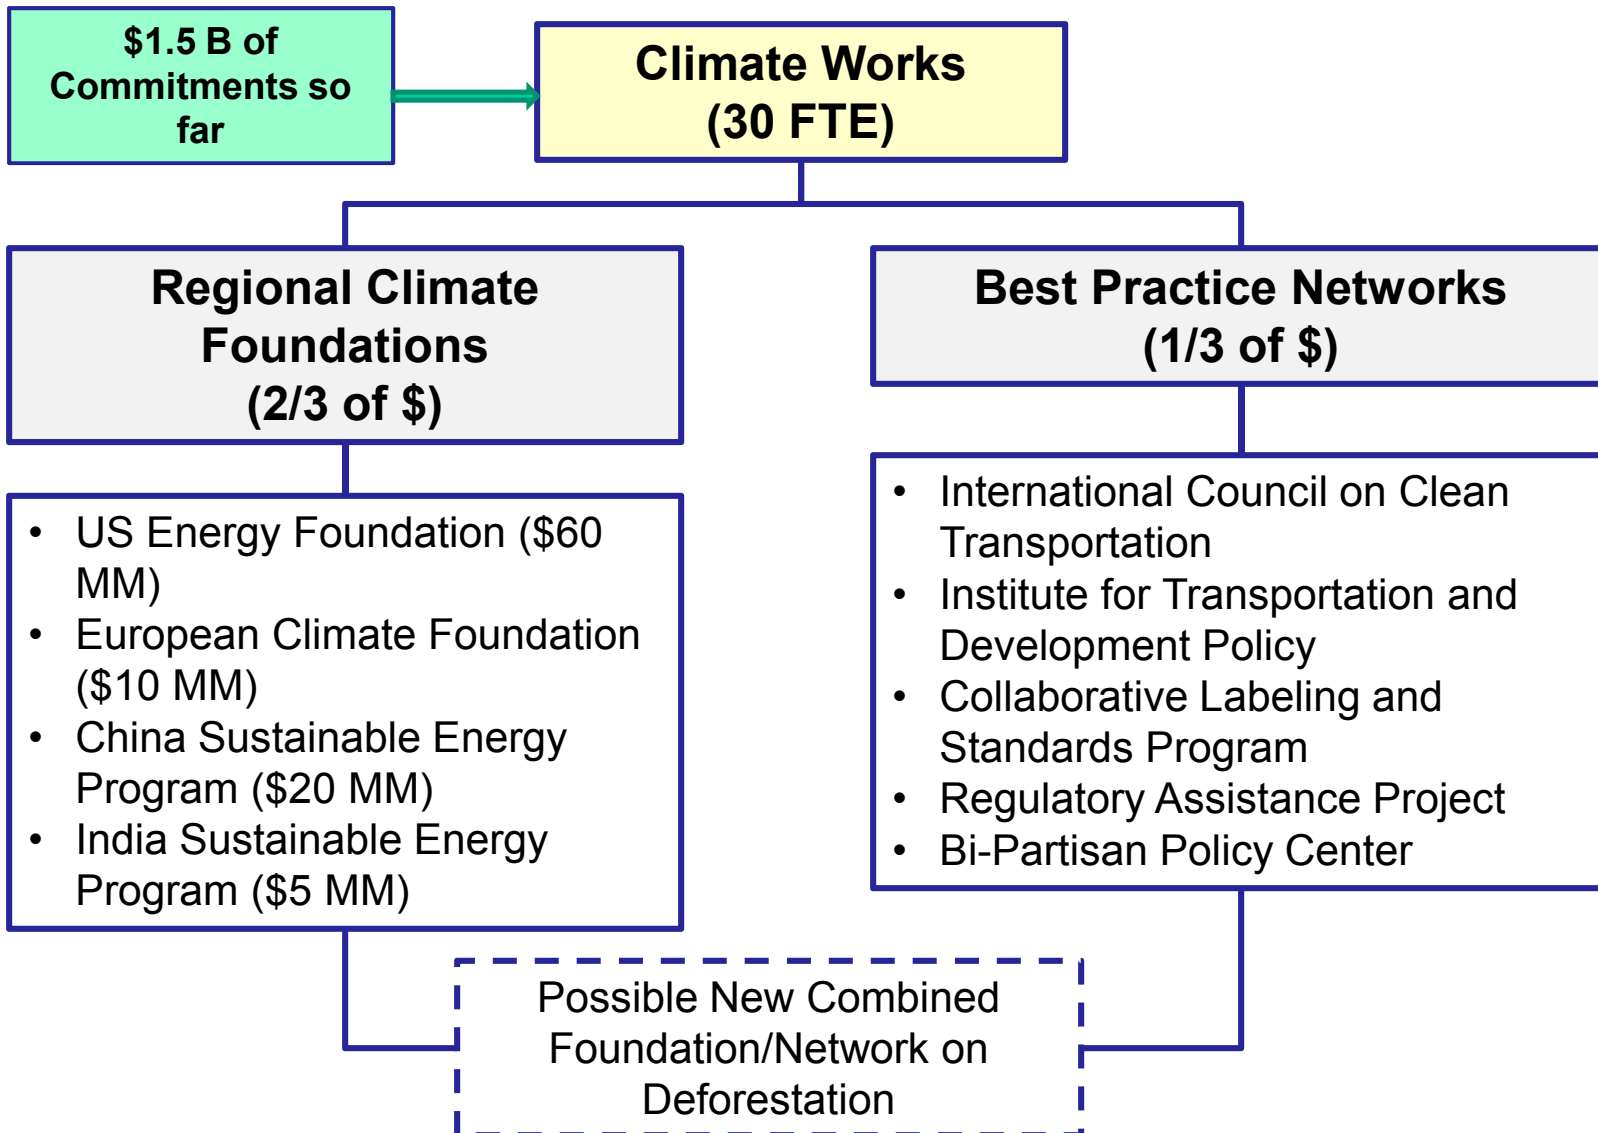 $1.5 B of
Commitments so
far
Climate Works
(30 FTE)
Regional Climate
Foundations
(2/3 of $)
• US Energy Foundation ($60
MM)
• European Climate Foundation
($10 MM)
• China Sustainable Energy
Program ($20 MM)
• India Sustainable Energy
Program ($5 MM)
Best Practice Networks
(1/3 of $)
• International Council on Clean
Transportation
• Institute for Transportation and
Development Policy
• Collaborative Labeling and
Standards Program
• Regulatory Assistance Project
• Bi-Partisan Policy Center
Possible New Combined
Foundation/Network on
Deforestation